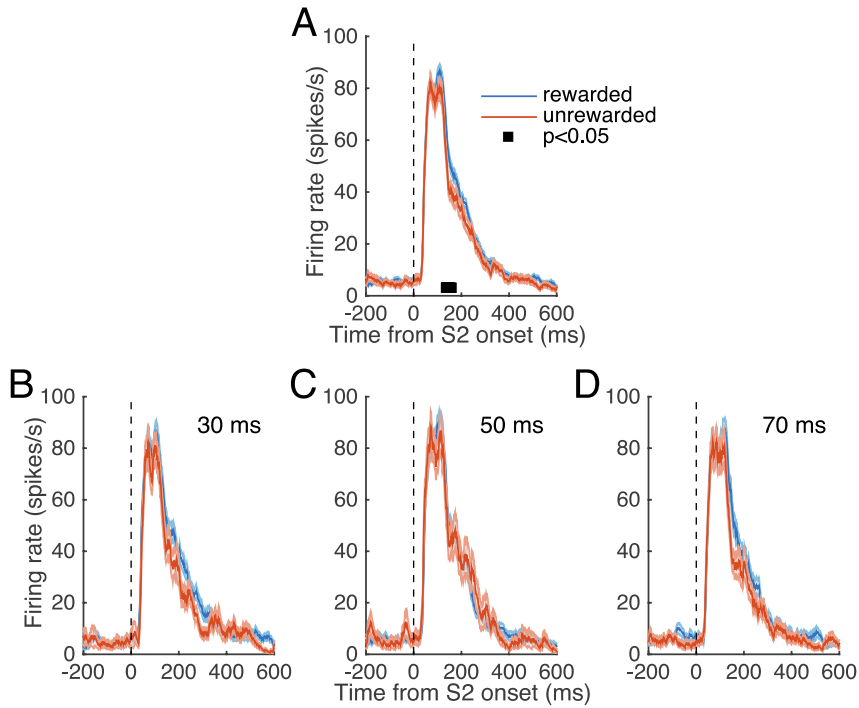 A
Firing rate (spikes/s)
100
80
60
40
20
0
rewarded
unrewarded
p<0.05
-200 0 200 400 600
Time from S2 onset (ms)
B
Firing rate (spikes/s)
100
80
60
40
20
0
30 ms
-200 0 200 400 600
C
100
80
60
40
20
0
50 ms
-200 0 200 400 600
Time from S2 onset (ms)
D
100
80
60
40
20
0
70 ms
-200 0 200 400 600